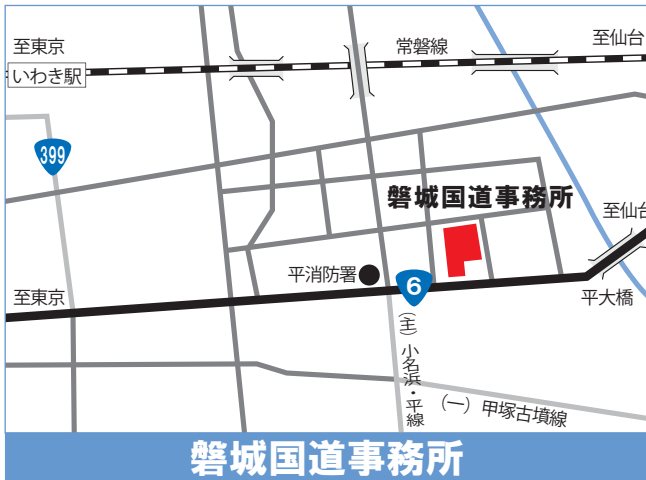 至東京
常磐線
至仙台
いわき駅
399
磐城国道事務所
至仙台
平消防署
6
至東京
平大橋
(主)小名浜・平線
(一)甲塚古墳線
磐城国道事務所